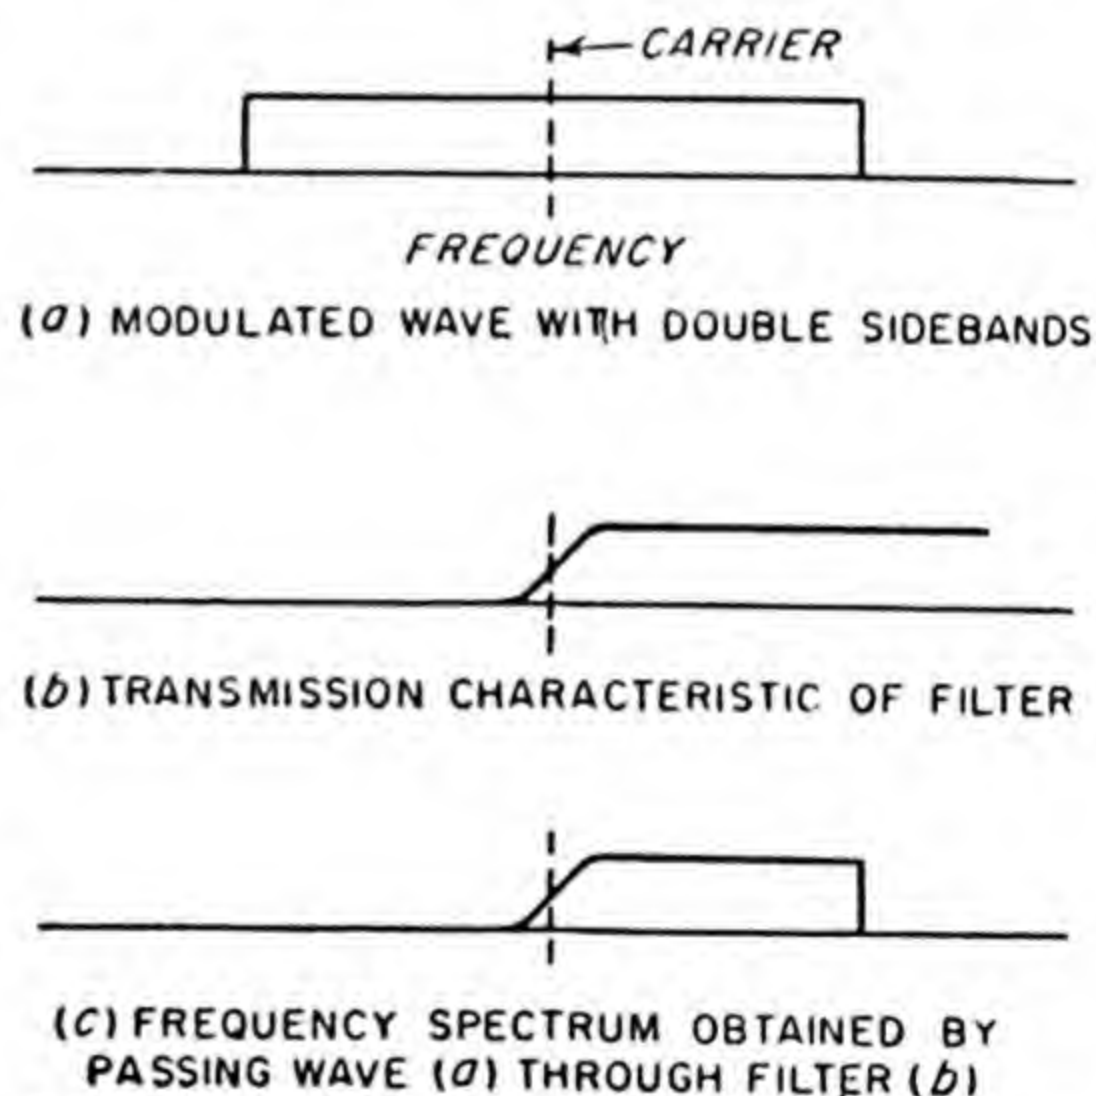 CARRIER
FREQUENCY
(a) MODULATED WAVE WITH DOUBLE SIDEBANDS
(b) TRANSMISSION CHARACTERISTIC OF FILTER
(c) FREQUENCY SPECTRUM OBTAINED BY
PASSING WAVE (a) THROUGH FILTER (b)